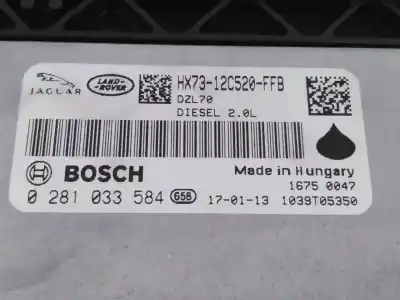 JAGUAR
LAND-
ROVER
HX73-12C520-FFB
DZL70
DIESEL 2.0L
BOSCH
Made in Hungary
1675 0047
0 281 033 584 658
17-01-13 1039T05350